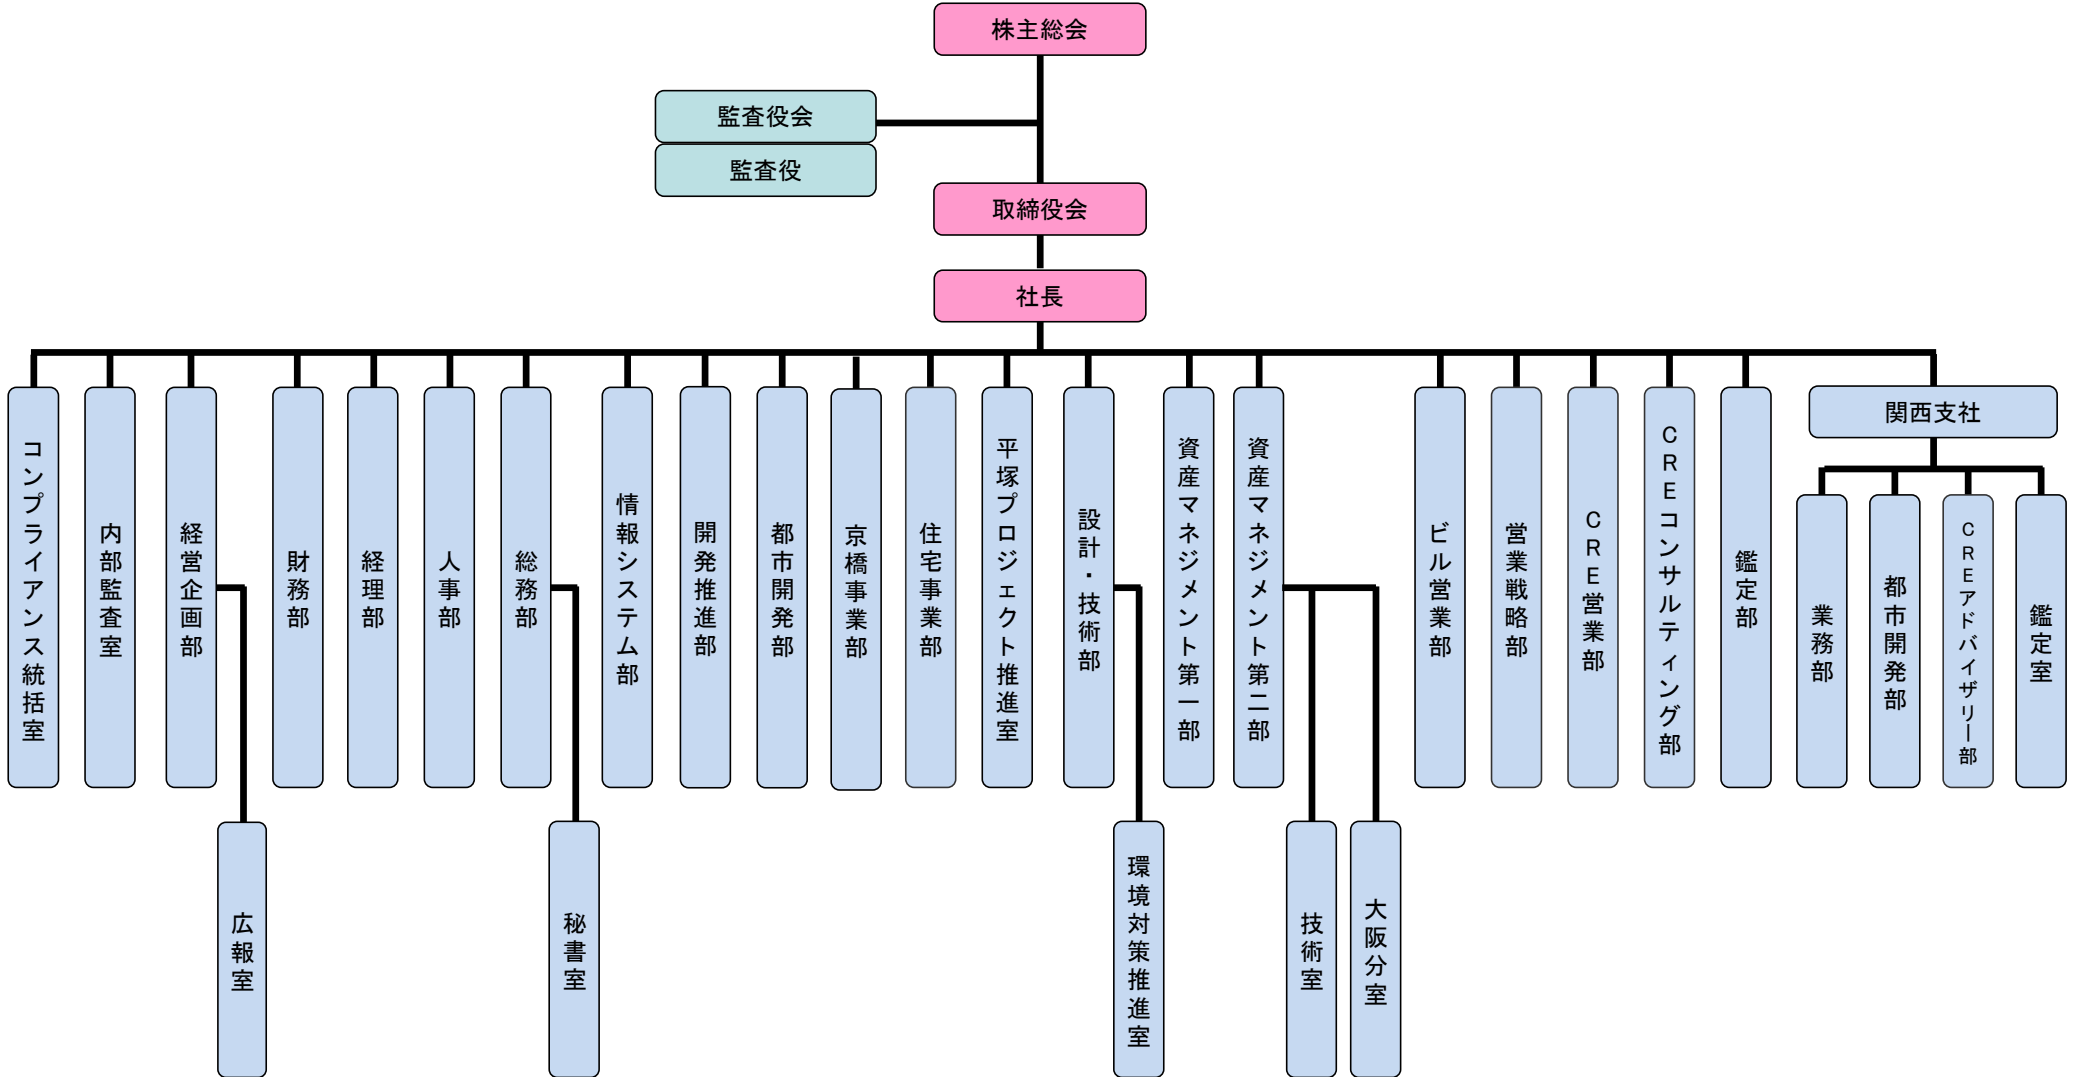 株主総会
監査役会
監査役
取締役会
社長
コンプライアンス統括室
内部監査室
経営企画部
財務部
経理部
人事部
総務部
情報システム部
開発推進部
都市開発部
京橋事業部
住宅事業部
平塚プロジェクト推進室
設計・技術部
資産マネジメント第一部
資産マネジメント第二部
ビル営業部
営業戦略部
ＣＲＥ営業部
ＣＲＥコンサルティング部
鑑定部
関西支社
業務部
都市開発部
ＣＲＥアドバイザリー部
鑑定室
広報室
秘書室
環境対策推進室
技術室
大阪分室